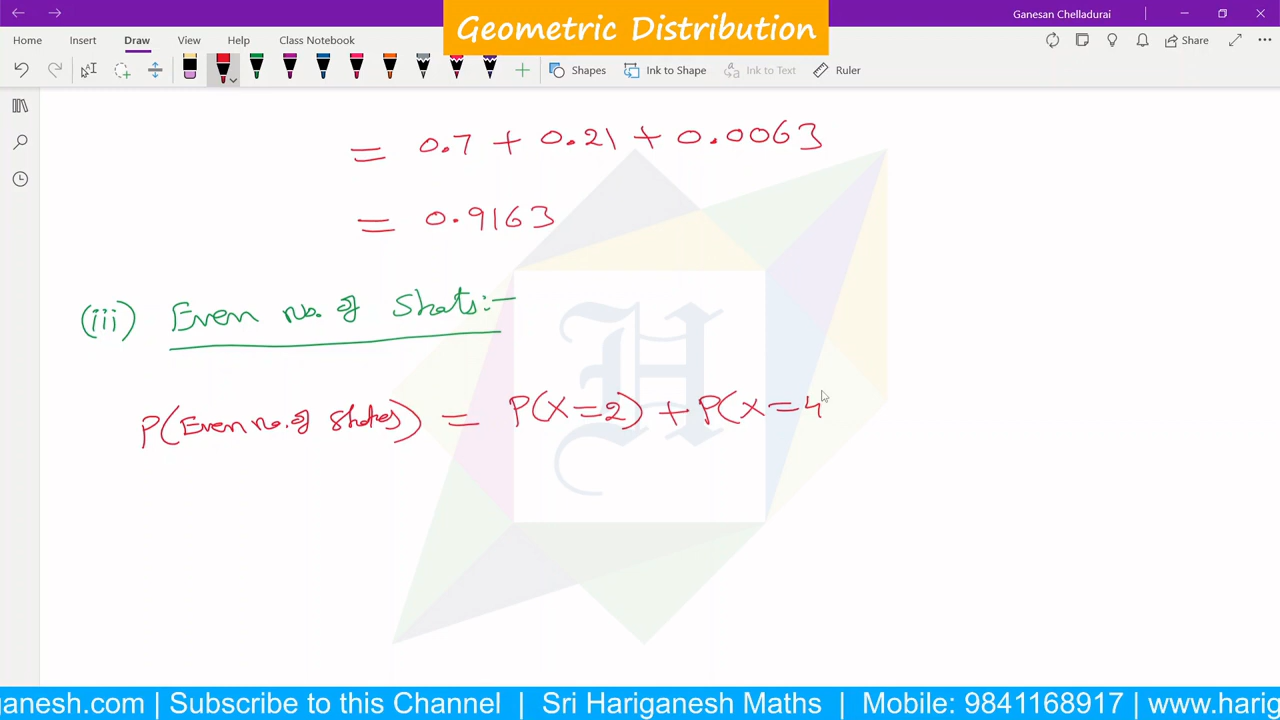 Geometric Distribution
Ganesan Chelladurai
Home Insert Draw View Help Class Notebook
Share
Shapes Ink to Shape Ink to Text Ruler
= 0.7 + 0.21 + 0.0063
= 0.9163
(iii) Even no. of Shots:-
P(Even no. of Shotes) = P(X=2) + P(X=4
H
ganesh.com | Subscribe to this Channel | Sri Hariganesh Maths | Mobile: 9841168917 | www.harig